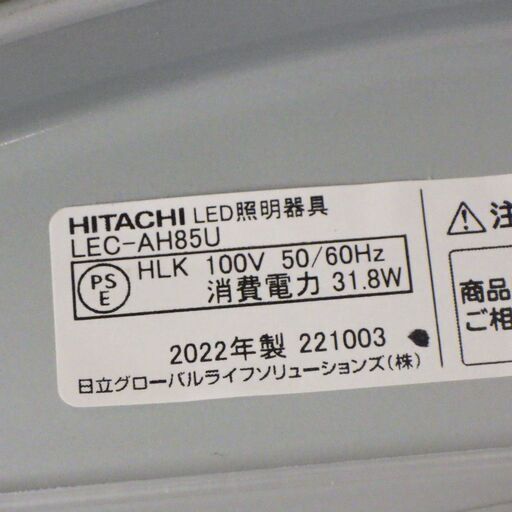 HITACHI LED照明器具
LEC-AH85U
PS
E
HLK 100V 50/60Hz
消費電力 31.8W
2022年製 221003
日立グローバルライフソリューションズ(株)
注
商品
ご相